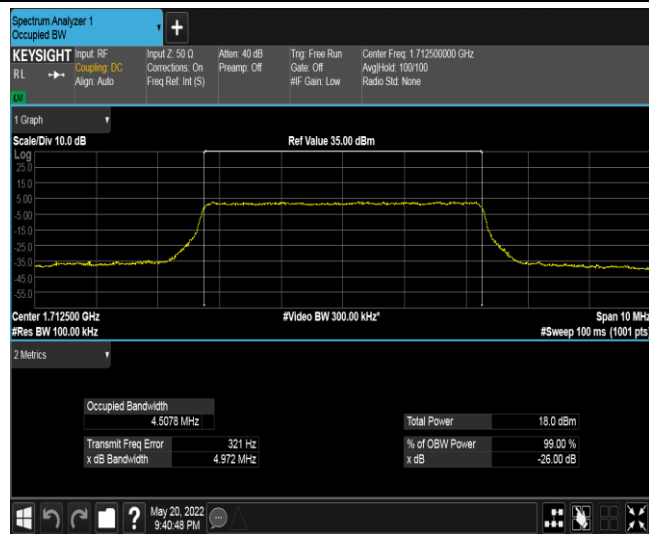 Spectrum Analyzer 1
Occupied BW
+
KEYSIGHT
RL
Input: RF
Coupling: DC
Align: Auto
Input Z: 50 Ω
Corrections: On
Freq Ref: Int (S)
Atten: 40 dB
Preamp: Off
Trig: Free Run
Gate: Off
#IF Gain: Low
Center Freq: 1.712500000 GHz
Avg|Hold: 100/100
Radio Std: None
1 Graph
Scale/Div 10.0 dB
Ref Value 35.00 dBm
Log
25.0
15.0
5.00
-5.00
-15.0
-25.0
-35.0
-45.0
-55.0
Center 1.712500 GHz
#Video BW 300.00 kHz*
Span 10 MHz
#Res BW 100.00 kHz
#Sweep 100 ms (1001 pts)
2 Metrics
Occupied Bandwidth
4.5078 MHz
Total Power 18.0 dBm
Transmit Freq Error 321 Hz
% of OBW Power 99.00 %
x dB Bandwidth 4.972 MHz
x dB -26.00 dB
?
May 20, 2022
9:40:48 PM